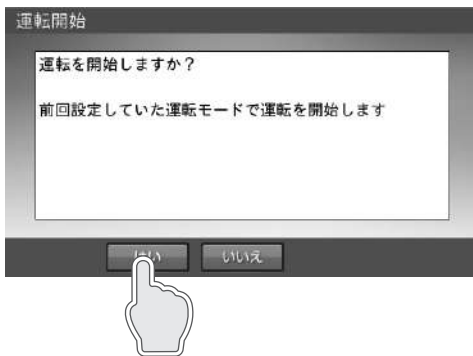 運転開始
運転を開始しますか？
前回設定していた運転モードで運転を開始します
はい
いいえ